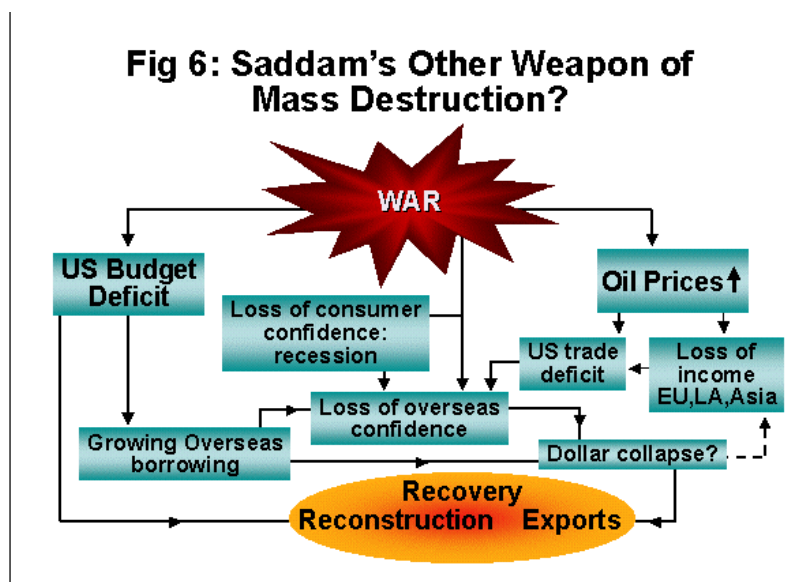 Fig 6: Saddam's Other Weapon of
Mass Destruction?
WAR
US Budget
Deficit
Oil Prices↑
Loss of consumer
confidence:
recession
US trade
deficit
Loss of
income
EU,LA,Asia
Loss of overseas
confidence
Growing Overseas
borrowing
Dollar collapse?
Recovery
Reconstruction Exports